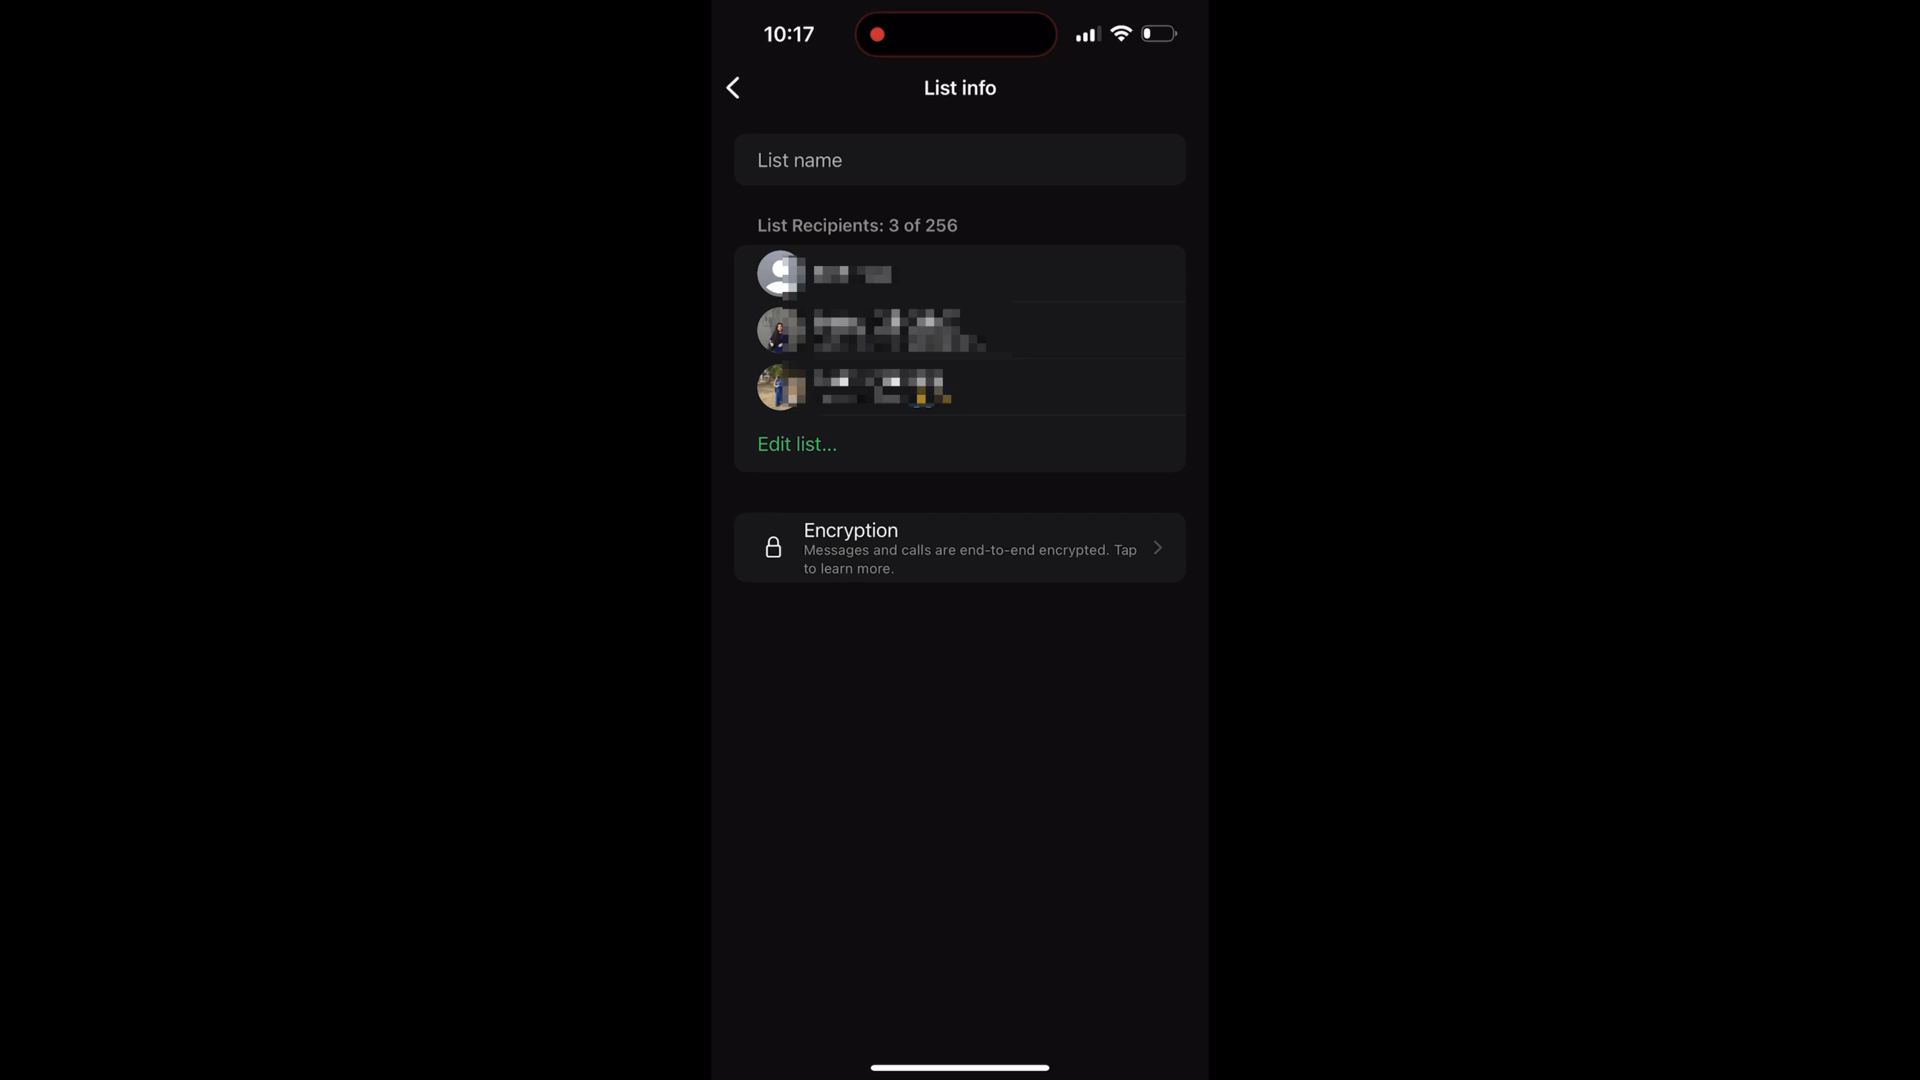 10:17
List info
List name
List Recipients: 3 of 256
Edit list...
Encryption
Messages and calls are end-to-end encrypted. Tap
to learn more.